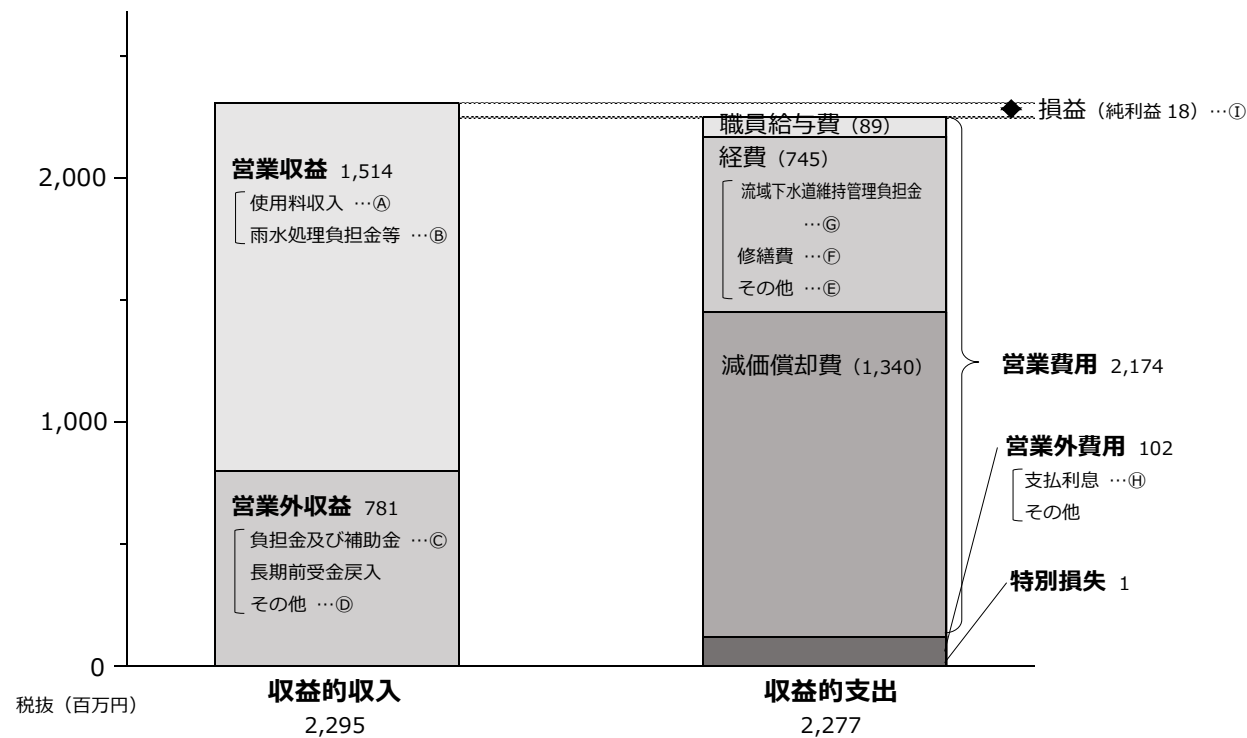 2,000
1,000
0
税抜（百万円）
営業収益 1,514
使用料収入 …Ⓐ
雨水処理負担金等 …Ⓑ
営業外収益 781
負担金及び補助金 …Ⓒ
長期前受金戻入
その他 …Ⓓ
収益的収入
2,295
職員給与費（89）
経費（745）
流域下水道維持管理負担金
…Ⓖ
修繕費 …Ⓕ
その他 …Ⓔ
減価償却費（1,340）
収益的支出
2,277
◆ 損益（純利益 18）…Ⓘ
営業費用 2,174
営業外費用 102
支払利息 …Ⓗ
その他
特別損失 1